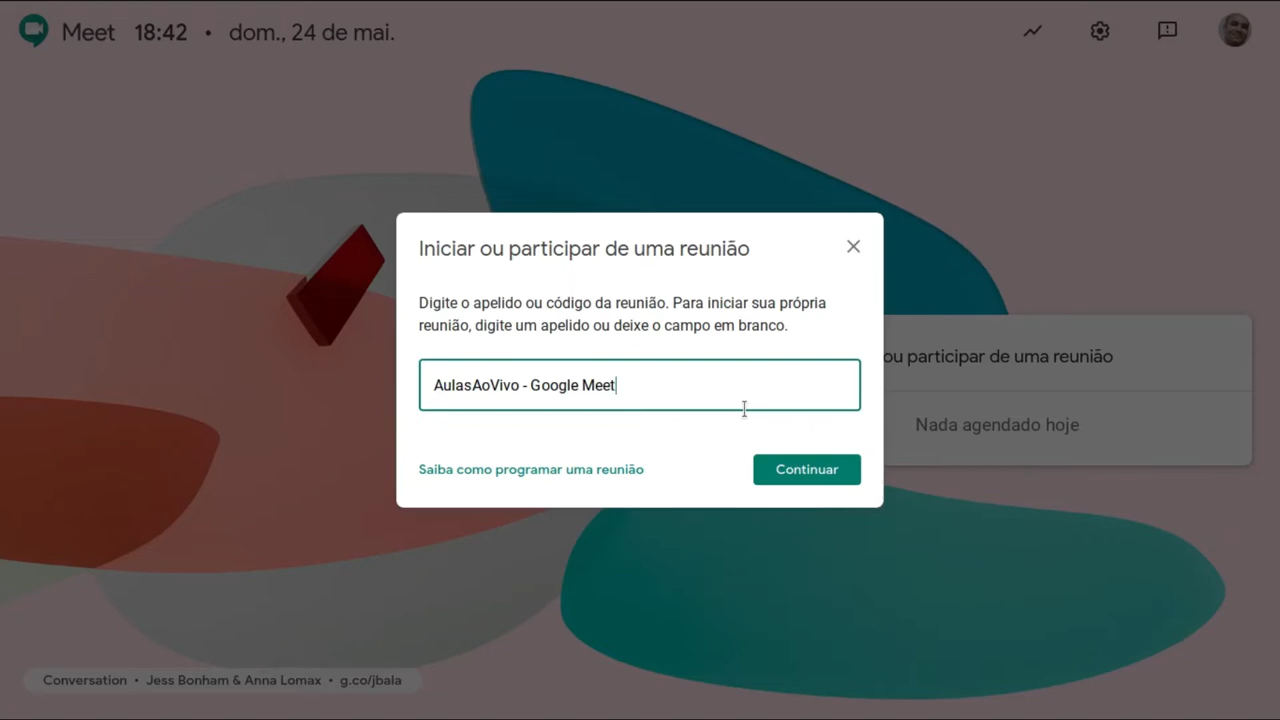 Meet 18:42 • dom., 24 de mai.
Iniciar ou participar de uma reunião
Digite o apelido ou código da reunião. Para iniciar sua própria
reunião, digite um apelido ou deixe o campo em branco.
AulasAoVivo - Google Meet
Saiba como programar uma reunião
Continuar
ou participar de uma reunião
Nada agendado hoje
Conversation • Jess Bonham & Anna Lomax • g.co/jbala